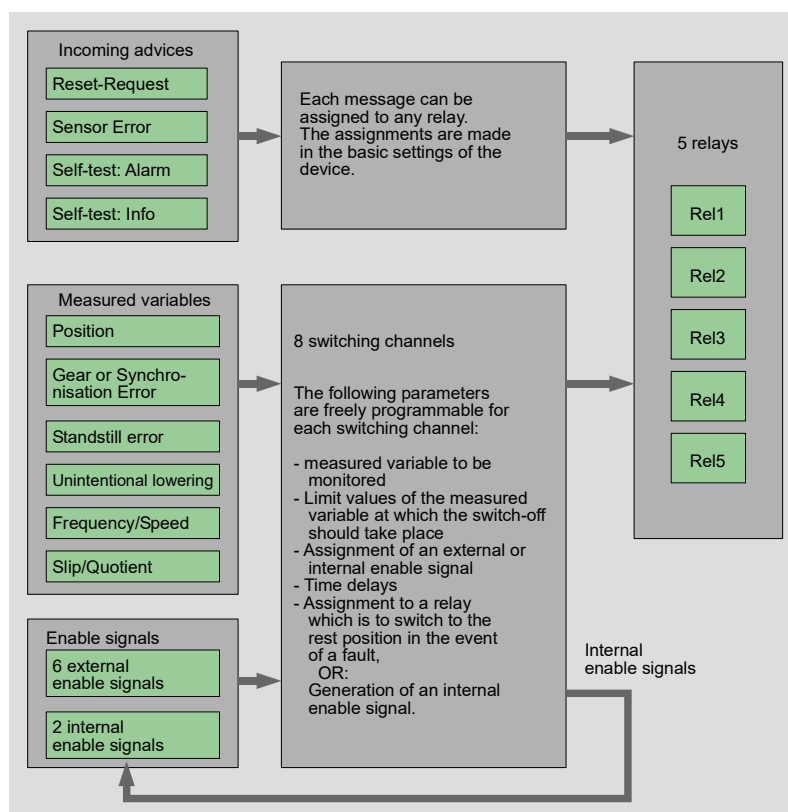 Incoming advices
Reset-Request
Sensor Error
Self-test: Alarm
Self-test: Info
Each message can be
assigned to any relay.
The assignments are made
in the basic settings of the
device.
5 relays
Rel1
Rel2
Rel3
Rel4
Rel5
Measured variables
Position
Gear or Synchro-
nisation Error
Standstill error
Unintentional lowering
Frequency/Speed
Slip/Quotient
8 switching channels
The following parameters
are freely programmable for
each switching channel:
- measured variable to be
monitored
- Limit values of the measured
variable at which the switch-off
should take place
- Assignment of an external or
internal enable signal
- Time delays
- Assignment to a relay
which is to switch to the
rest position in the event
of a fault,
OR:
Generation of an internal
enable signal.
Enable signals
6 external
enable signals
2 internal
enable signals
Internal
enable signals